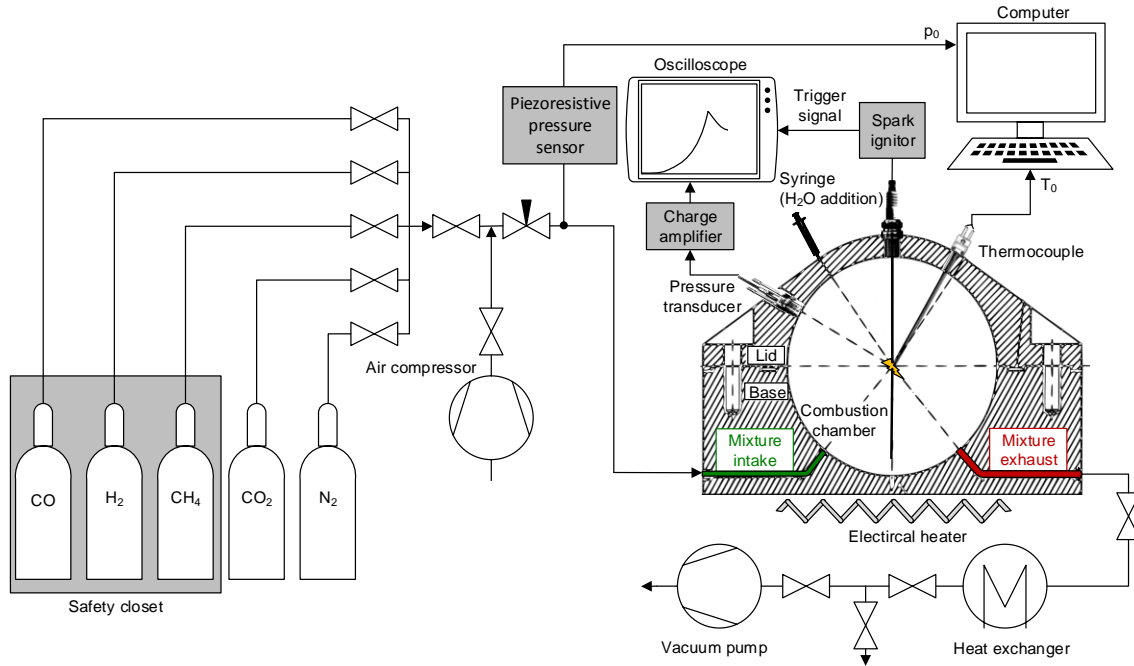 Computer
p₀
Oscilloscope
Trigger
signal
Spark
ignitor
Piezoresistive
pressure
sensor
Syringe
(H₂O addition)
T₀
Charge
amplifier
Thermocouple
Pressure
transducer
Air compressor
Lid
Base
Combustion
chamber
Mixture
intake
Mixture
exhaust
CO
H₂
CH₄
CO₂
N₂
Electircal heater
Safety closet
Vacuum pump
Heat exchanger